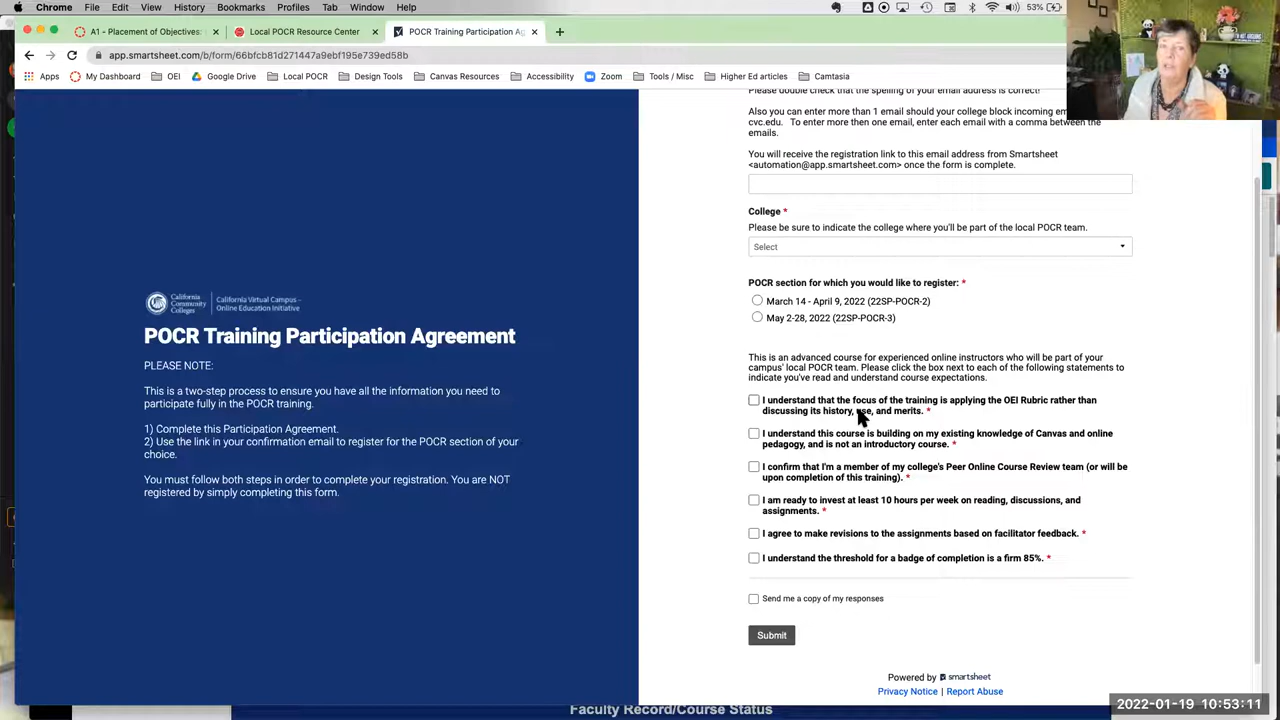 Chrome File Edit View History Bookmarks Profiles Tab Window Help 53%
A1 - Placement of Objectives: Local POCR Resource Center POCR Training Participation Ag
app.smartsheet.com/b/form/66bfcb81d271447a9ebf195e739ed58b
Apps My Dashboard OEI Google Drive Local POCR Design Tools Canvas Resources Accessibility Zoom Tools / Misc Higher Ed articles Camtasia
California
Community
Colleges
California Virtual Campus -
Online Education Initiative
POCR Training Participation Agreement
PLEASE NOTE:
This is a two-step process to ensure you have all the information you need to
participate fully in the POCR training.
1) Complete this Participation Agreement.
2) Use the link in your confirmation email to register for the POCR section of your
choice.
You must follow both steps in order to complete your registration. You are NOT
registered by simply completing this form.
Please double check that the spelling of your email address is correct!
Also you can enter more than 1 email should your college block incoming
cvc.edu. To enter more then one email, enter each email with a comma between the
emails.
You will receive the registration link to this email address from Smartsheet
<automation@app.smartsheet.com> once the form is complete.
College *
Please be sure to indicate the college where you'll be part of the local POCR team.
Select
POCR section for which you would like to register: *
March 14 - April 9, 2022 (22SP-POCR-2)
May 2-28, 2022 (22SP-POCR-3)
This is an advanced course for experienced online instructors who will be part of your
campus' local POCR team. Please click the box next to each of the following statements to
indicate you've read and understand course expectations.
I understand that the focus of the training is applying the OEI Rubric rather than
discussing its history, use, and merits. *
I understand this course is building on my existing knowledge of Canvas and online
pedagogy, and is not an introductory course. *
I confirm that I'm a member of my college's Peer Online Course Review team (or will be
upon completion of this training). *
I am ready to invest at least 10 hours per week on reading, discussions, and
assignments. *
I agree to make revisions to the assignments based on facilitator feedback. *
I understand the threshold for a badge of completion is a firm 85%. *
Send me a copy of my responses
Submit
Powered by smartsheet
Privacy Notice | Report Abuse
Faculty Record/Course Status
2022-01-19 10:53:11